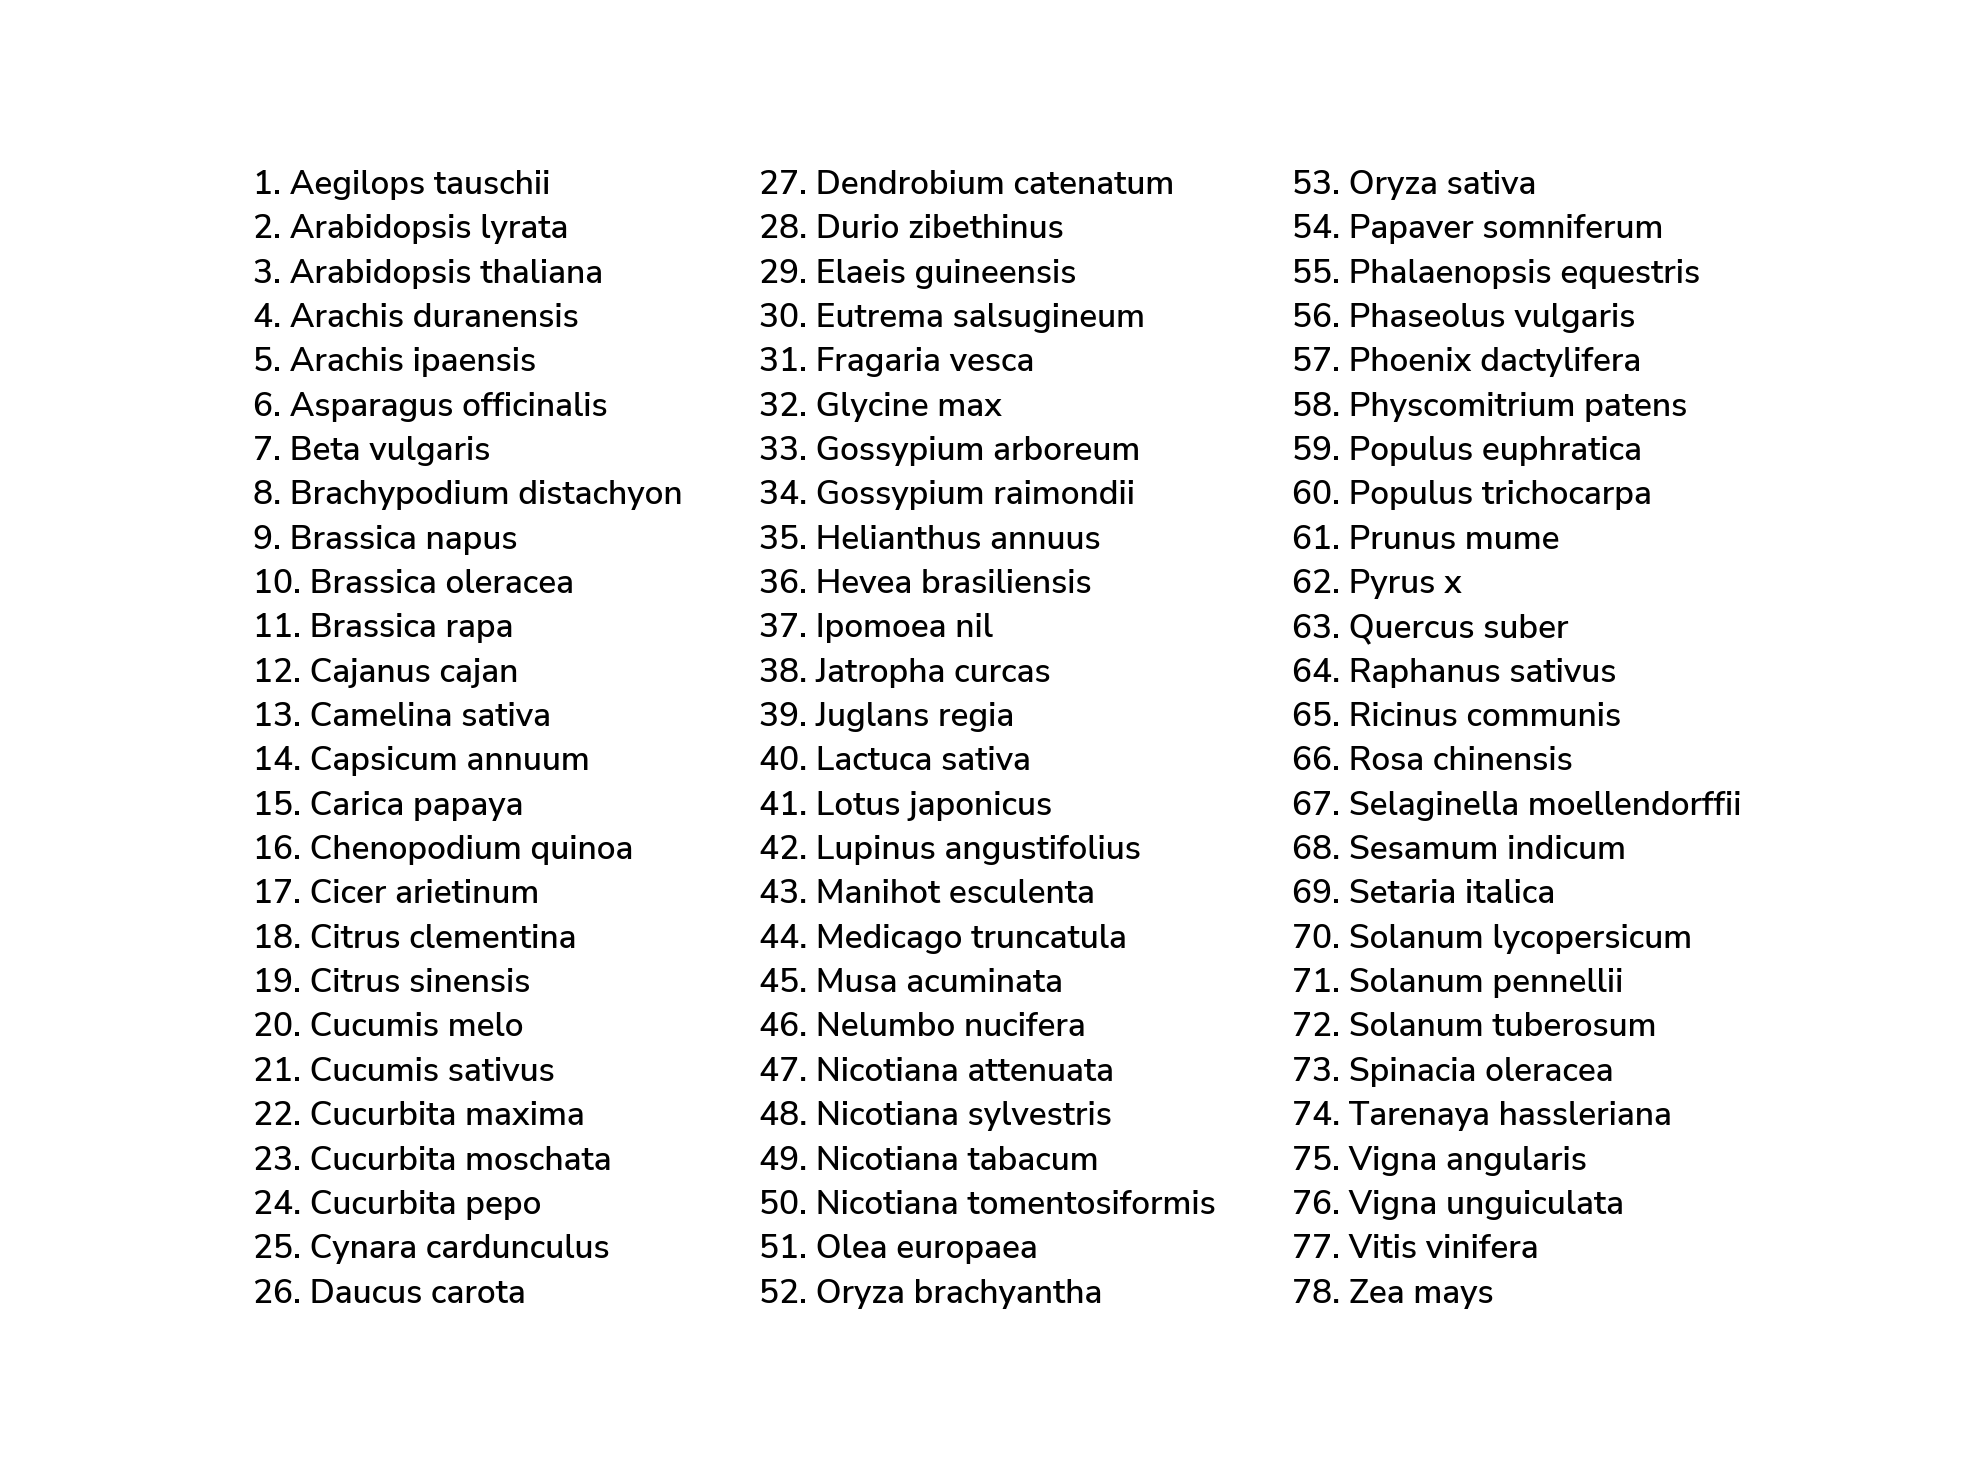 1. Aegilops tauschii
2. Arabidopsis lyrata
3. Arabidopsis thaliana
4. Arachis duranensis
5. Arachis ipaensis
6. Asparagus officinalis
7. Beta vulgaris
8. Brachypodium distachyon
9. Brassica napus
10. Brassica oleracea
11. Brassica rapa
12. Cajanus cajan
13. Camelina sativa
14. Capsicum annuum
15. Carica papaya
16. Chenopodium quinoa
17. Cicer arietinum
18. Citrus clementina
19. Citrus sinensis
20. Cucumis melo
21. Cucumis sativus
22. Cucurbita maxima
23. Cucurbita moschata
24. Cucurbita pepo
25. Cynara cardunculus
26. Daucus carota
27. Dendrobium catenatum
28. Durio zibethinus
29. Elaeis guineensis
30. Eutrema salsugineum
31. Fragaria vesca
32. Glycine max
33. Gossypium arboreum
34. Gossypium raimondii
35. Helianthus annuus
36. Hevea brasiliensis
37. Ipomoea nil
38. Jatropha curcas
39. Juglans regia
40. Lactuca sativa
41. Lotus japonicus
42. Lupinus angustifolius
43. Manihot esculenta
44. Medicago truncatula
45. Musa acuminata
46. Nelumbo nucifera
47. Nicotiana attenuata
48. Nicotiana sylvestris
49. Nicotiana tabacum
50. Nicotiana tomentosiformis
51. Olea europaea
52. Oryza brachyantha
53. Oryza sativa
54. Papaver somniferum
55. Phalaenopsis equestris
56. Phaseolus vulgaris
57. Phoenix dactylifera
58. Physcomitrium patens
59. Populus euphratica
60. Populus trichocarpa
61. Prunus mume
62. Pyrus x
63. Quercus suber
64. Raphanus sativus
65. Ricinus communis
66. Rosa chinensis
67. Selaginella moellendorffii
68. Sesamum indicum
69. Setaria italica
70. Solanum lycopersicum
71. Solanum pennellii
72. Solanum tuberosum
73. Spinacia oleracea
74. Tarenaya hassleriana
75. Vigna angularis
76. Vigna unguiculata
77. Vitis vinifera
78. Zea mays